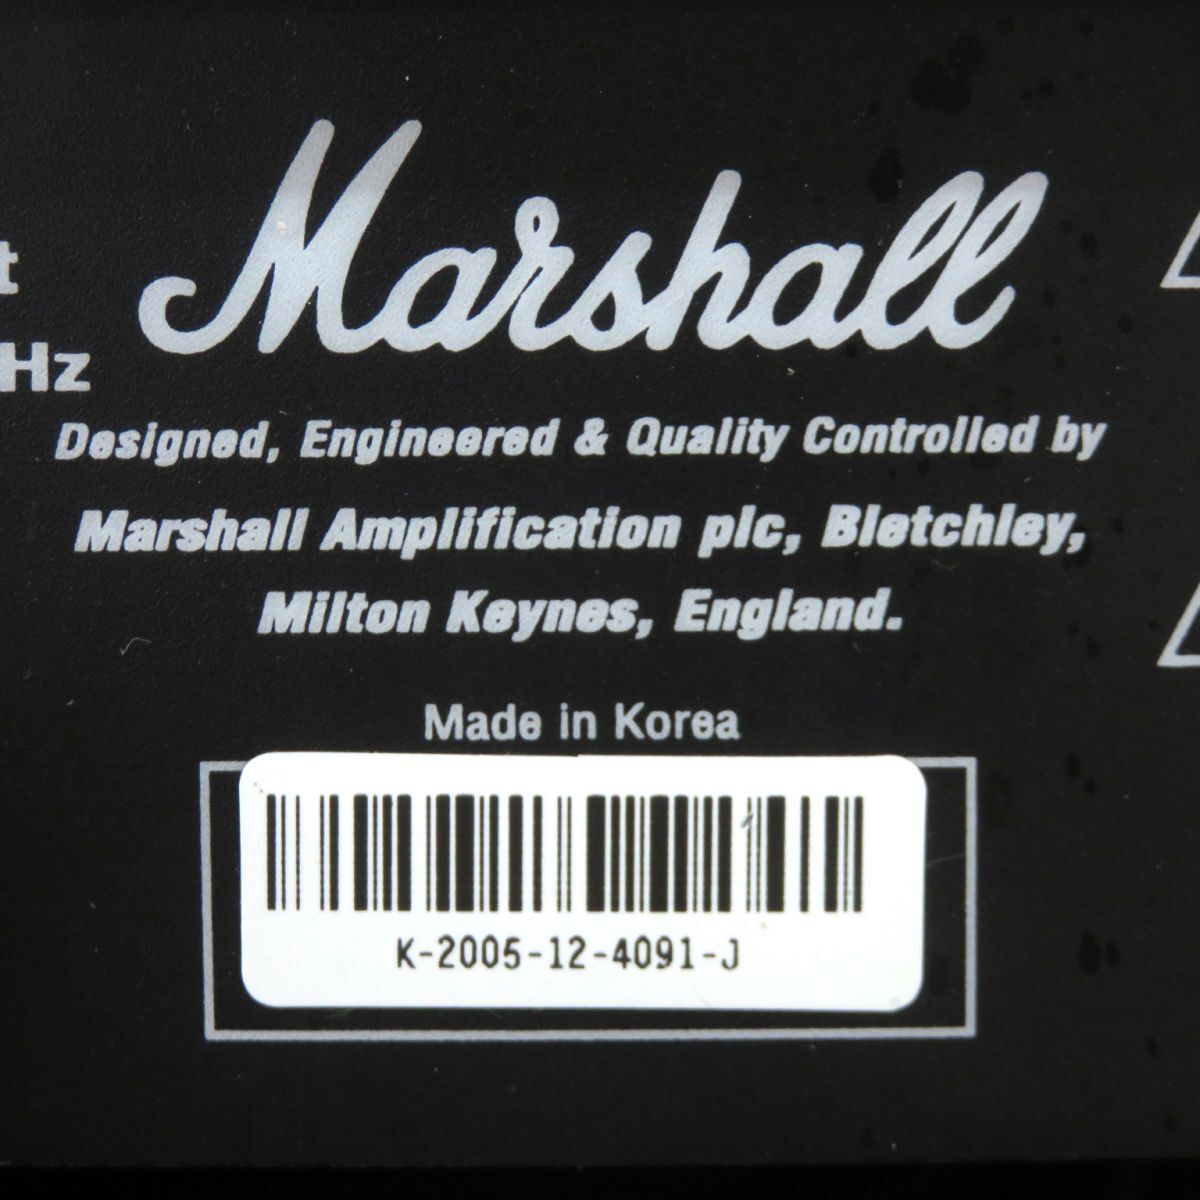 Marshall
t
Hz
Designed, Engineered & Quality Controlled by
Marshall Amplification plc, Bletchley,
Milton Keynes, England.
Made in Korea
K-2005-12-4091-J